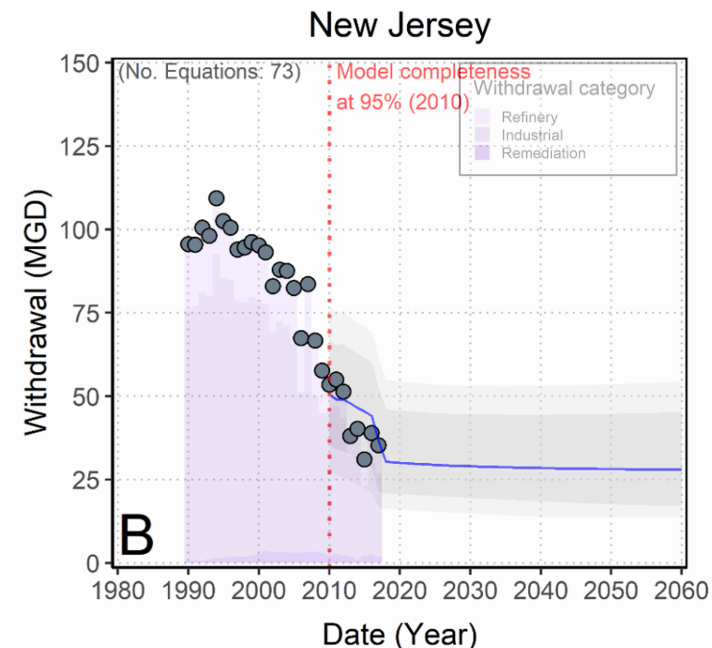 New Jersey
(No. Equations: 73)
Model completeness
at 95% (2010)
Withdrawal category
Refinery
Industrial
Remediation
150
125
100
75
50
25
0
Withdrawal (MGD)
B
1980 1990 2000 2010 2020 2030 2040 2050 2060
Date (Year)